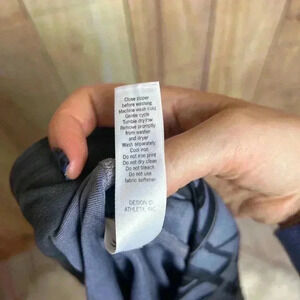 Close zipper
before washing
Machine wash cold
Gentle cycle
Tumble dry low
Remove promptly
from washer
and dryer
Wash separately
Cool iron
Do not iron print
Do not dry clean
Do not bleach.
Do not use
fabric softener
DESIGN ©
ATHLETA, INC.